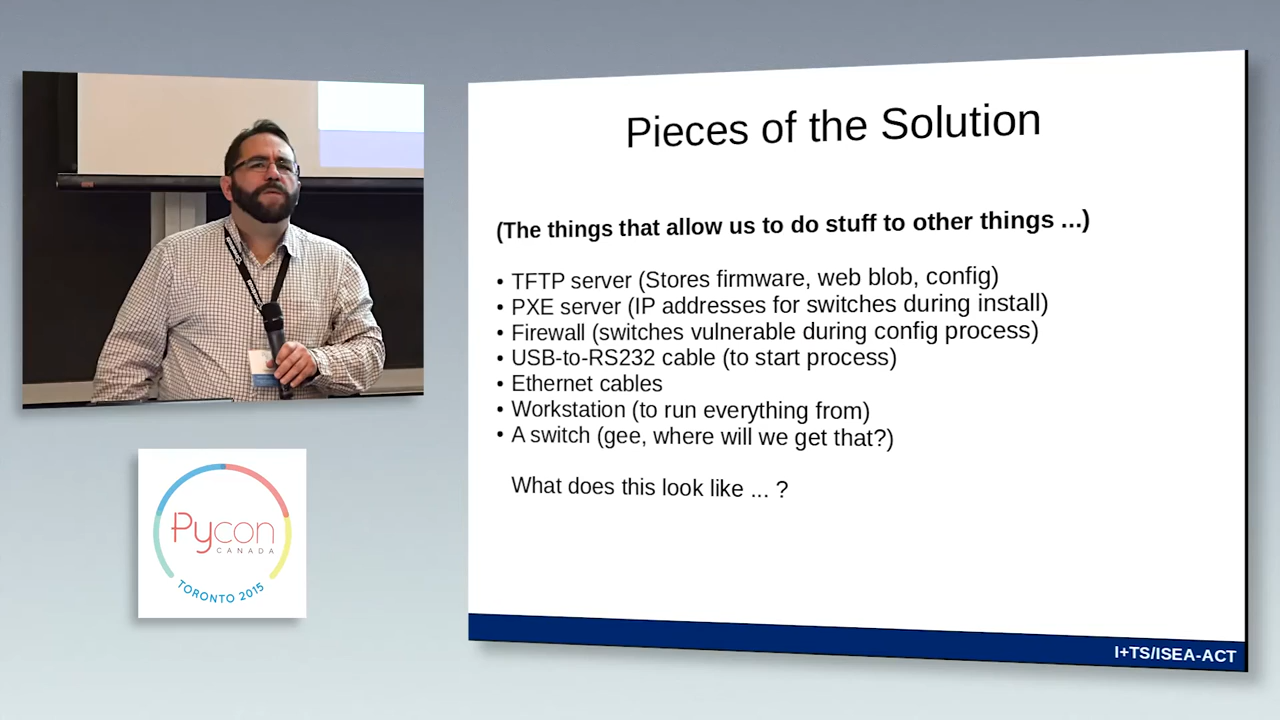 Pieces of the Solution
(The things that allow us to do stuff to other things ...)
• TFTP server (Stores firmware, web blob, config)
• PXE server (IP addresses for switches during install)
• Firewall (switches vulnerable during config process)
• USB-to-RS232 cable (to start process)
• Ethernet cables
• Workstation (to run everything from)
• A switch (gee, where will we get that?)
What does this look like ... ?
I+TS/ISEA-ACT
Pycon
CANADA
TORONTO 2015